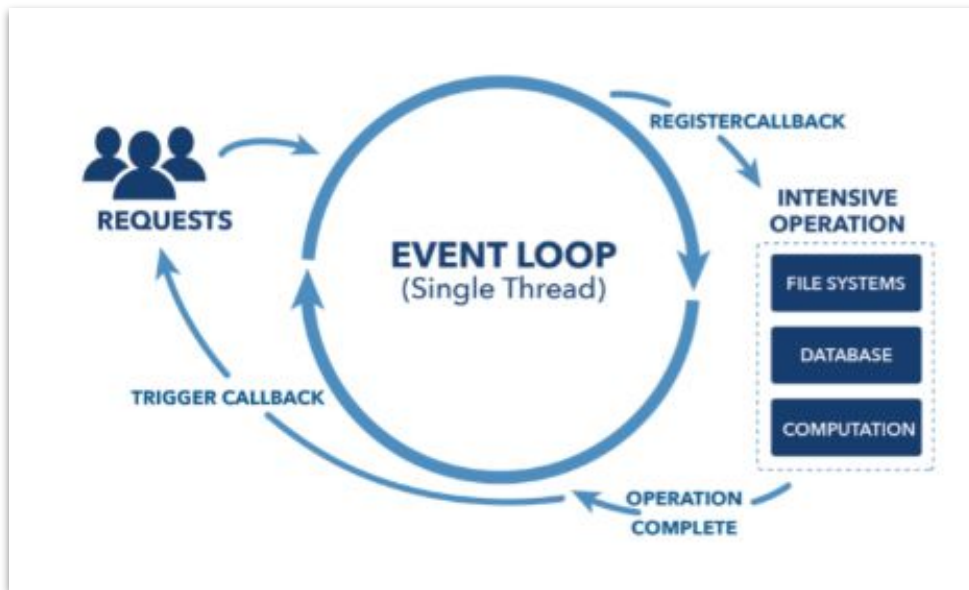 REQUESTS
EVENT LOOP
(Single Thread)
REGISTERCALLBACK
INTENSIVE
OPERATION
FILE SYSTEMS
DATABASE
COMPUTATION
OPERATION
COMPLETE
TRIGGER CALLBACK